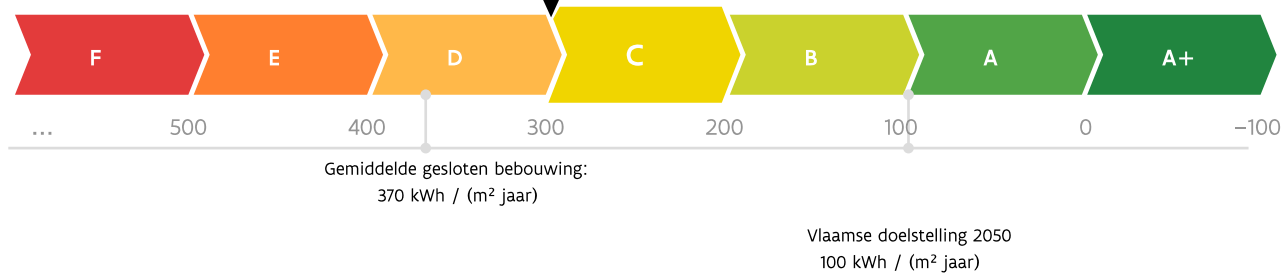 F E D C B A A+
... 500 400 300 200 100 0 −100
Gemiddelde gesloten bebouwing:
370 kWh / (m² jaar)
Vlaamse doelstelling 2050
100 kWh / (m² jaar)